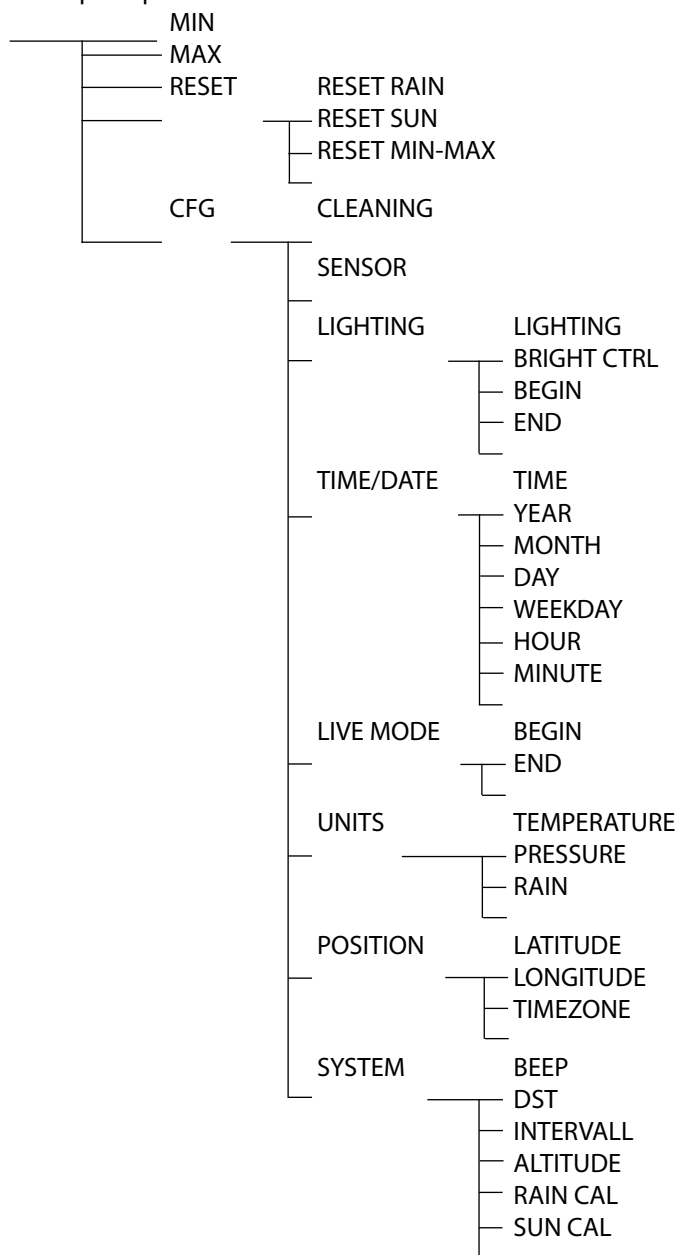 MIN
MAX
RESET RESET RAIN
RESET SUN
RESET MIN-MAX
CFG CLEANING
SENSOR
LIGHTING LIGHTING
BRIGHT CTRL
BEGIN
END
TIME/DATE TIME
YEAR
MONTH
DAY
WEEKDAY
HOUR
MINUTE
LIVE MODE BEGIN
END
UNITS TEMPERATURE
PRESSURE
RAIN
POSITION LATITUDE
LONGITUDE
TIMEZONE
SYSTEM BEEP
DST
INTERVALL
ALTITUDE
RAIN CAL
SUN CAL